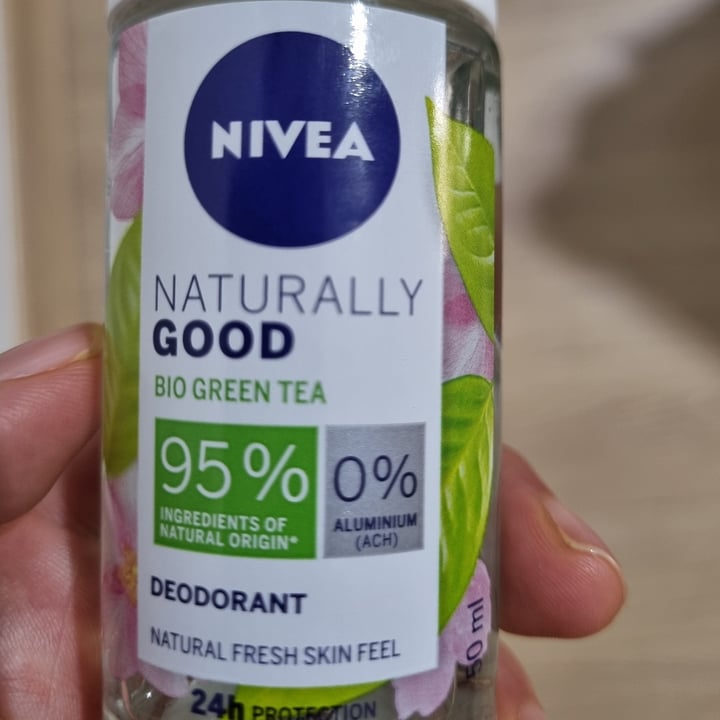 NIVEA
NATURALLY
GOOD
BIO GREEN TEA
95%
INGREDIENTS OF
NATURAL ORIGIN*
0%
ALUMINIUM
(ACH)
DEODORANT
NATURAL FRESH SKIN FEEL
24h PROTECTION
50 ml